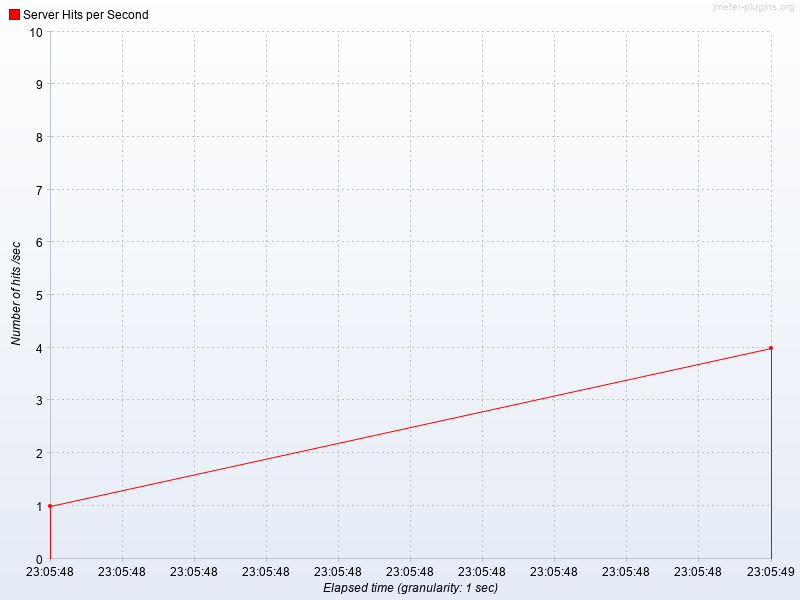 jmeter-plugins.org
Server Hits per Second
10
9
8
7
6
5
4
3
2
1
0
Number of hits /sec
23:05:48 23:05:48 23:05:48 23:05:48 23:05:48 23:05:48 23:05:48 23:05:48 23:05:48 23:05:48 23:05:49
Elapsed time (granularity: 1 sec)